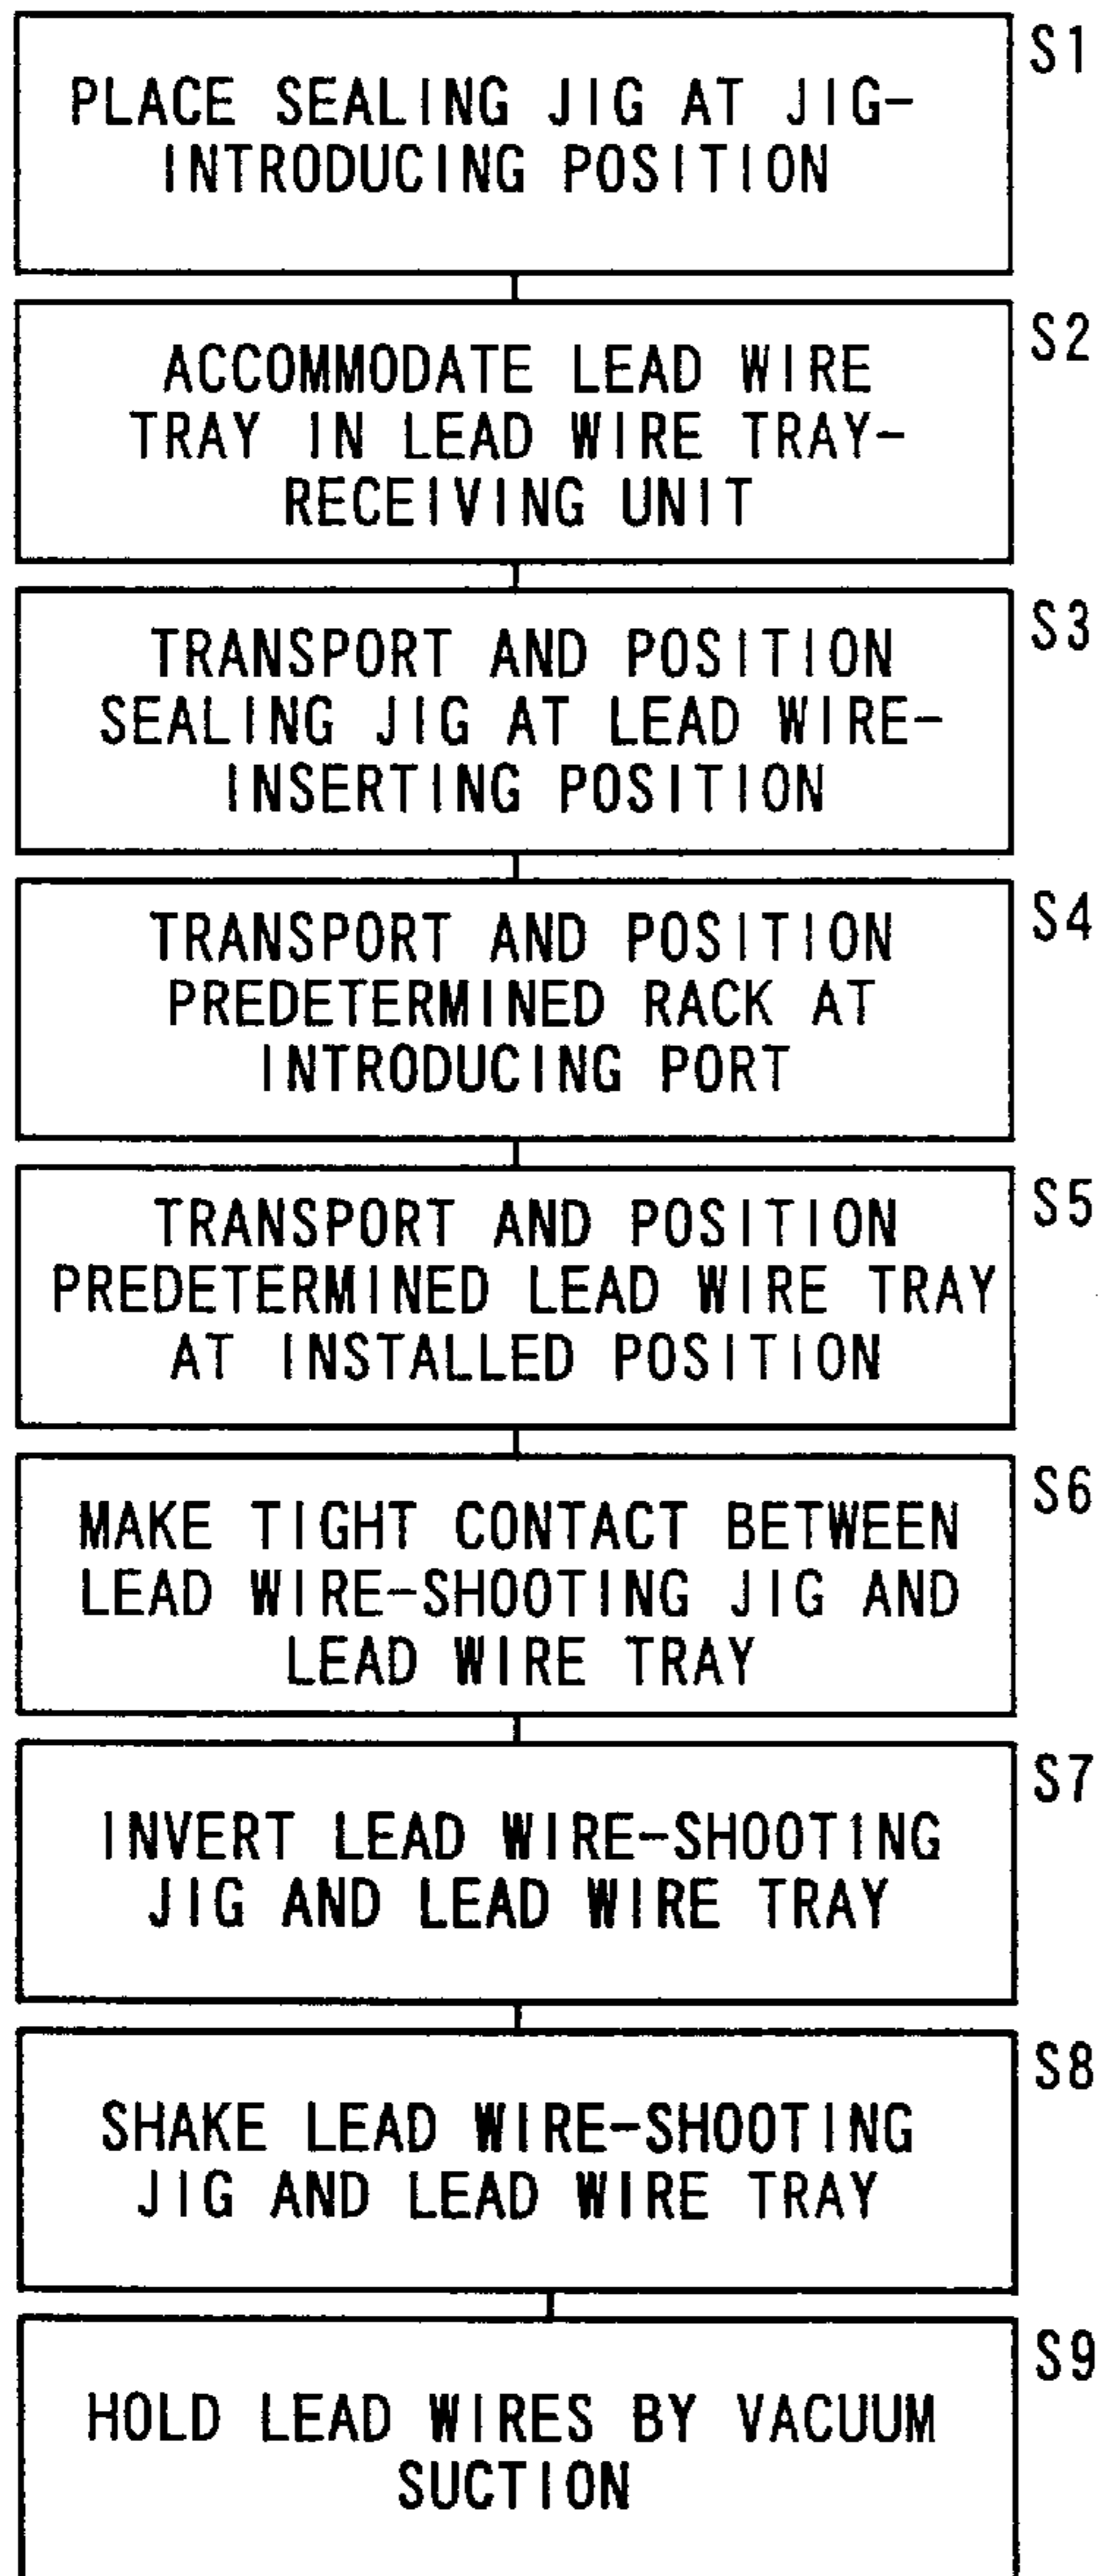 S1
PLACE SEALING JIG AT JIG-
INTRODUCING POSITION
S2
ACCOMMODATE LEAD WIRE
TRAY IN LEAD WIRE TRAY-
RECEIVING UNIT
S3
TRANSPORT AND POSITION
SEALING JIG AT LEAD WIRE-
INSERTING POSITION
S4
TRANSPORT AND POSITION
PREDETERMINED RACK AT
INTRODUCING PORT
S5
TRANSPORT AND POSITION
PREDETERMINED LEAD WIRE TRAY
AT INSTALLED POSITION
S6
MAKE TIGHT CONTACT BETWEEN
LEAD WIRE-SHOOTING JIG AND
LEAD WIRE TRAY
S7
INVERT LEAD WIRE-SHOOTING
JIG AND LEAD WIRE TRAY
S8
SHAKE LEAD WIRE-SHOOTING
JIG AND LEAD WIRE TRAY
S9
HOLD LEAD WIRES BY VACUUM
SUCTION